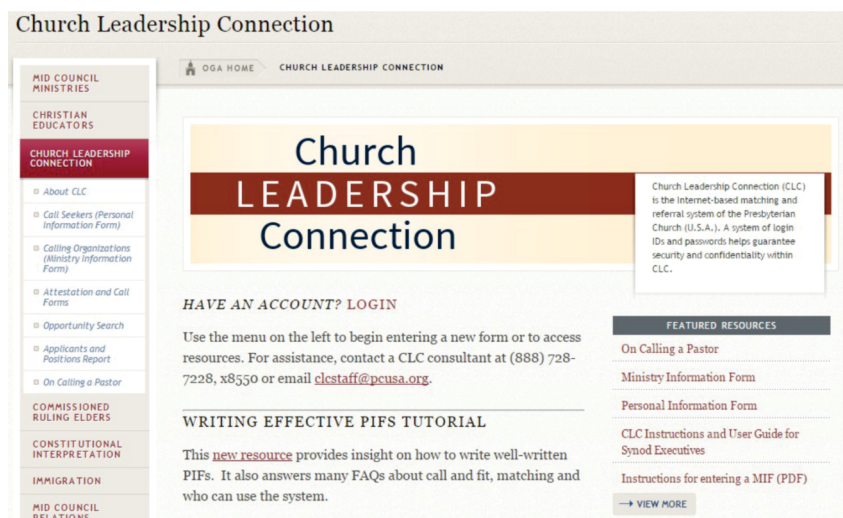 Church Leadership Connection
OGA HOME
CHURCH LEADERSHIP CONNECTION
MID COUNCIL
MINISTRIES
CHRISTIAN
EDUCATORS
CHURCH LEADERSHIP
CONNECTION
About CLC
Call Seekers (Personal
Information Form)
Calling Organizations
(Ministry Information
Form)
Attestation and Call
Forms
Opportunity Search
Applicants and
Positions Report
On Calling a Pastor
COMMISSIONED
RULING ELDERS
CONSTITUTIONAL
INTERPRETATION
IMMIGRATION
MID COUNCIL
RELATIONS
Church
LEADERSHIP
Connection
Church Leadership Connection (CLC)
is the Internet-based matching and
referral system of the Presbyterian
Church (U.S.A.). A system of login
IDs and passwords helps guarantee
security and confidentiality within
CLC.
HAVE AN ACCOUNT? LOGIN
Use the menu on the left to begin entering a new form or to access
resources. For assistance, contact a CLC consultant at (888) 728-
7228, x8550 or email clcstaff@pcusa.org.
WRITING EFFECTIVE PIFS TUTORIAL
This new resource provides insight on how to write well-written
PIFs. It also answers many FAQs about call and fit, matching and
who can use the system.
FEATURED RESOURCES
On Calling a Pastor
Ministry Information Form
Personal Information Form
CLC Instructions and User Guide for
Synod Executives
Instructions for entering a MIF (PDF)
→ VIEW MORE